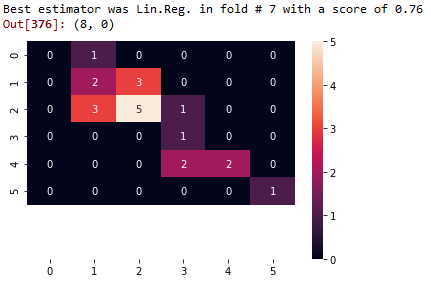 Best estimator was Lin.Reg. in fold # 7 with a score of 0.76
Out[376]: (8, 0)
0 0 1 0 0 0 0
1 0 2 3 0 0 0
2 0 3 5 1 0 0
3 0 0 0 1 0 0
4 0 0 0 2 2 0
5 0 0 0 0 0 1
0 1 2 3 4 5
5
4
3
2
1
0